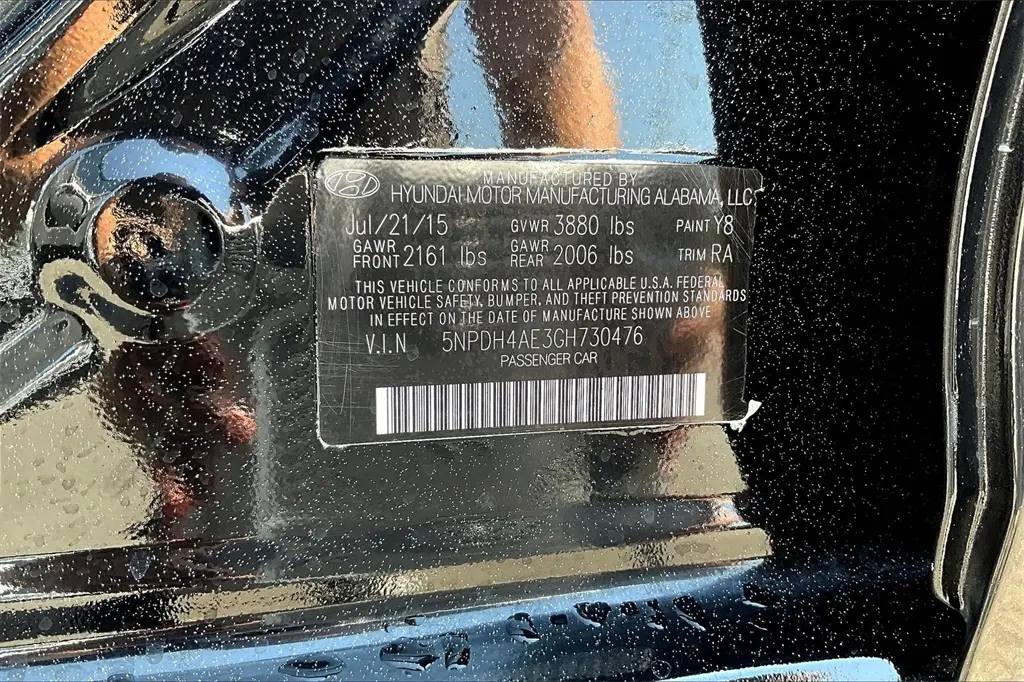 MANUFACTURED BY
HYUNDAI MOTOR MANUFACTURING ALABAMA, LLC
Jul/21/15 GVWR 3880 lbs PAINT Y8
GAWR FRONT 2161 lbs GAWR REAR 2006 lbs TRIM RA
THIS VEHICLE CONFORMS TO ALL APPLICABLE U.S.A. FEDERAL
MOTOR VEHICLE SAFETY, BUMPER, AND THEFT PREVENTION STANDARDS
IN EFFECT ON THE DATE OF MANUFACTURE SHOWN ABOVE
V.I.N 5NPDH4AE3GH730476
PASSENGER CAR